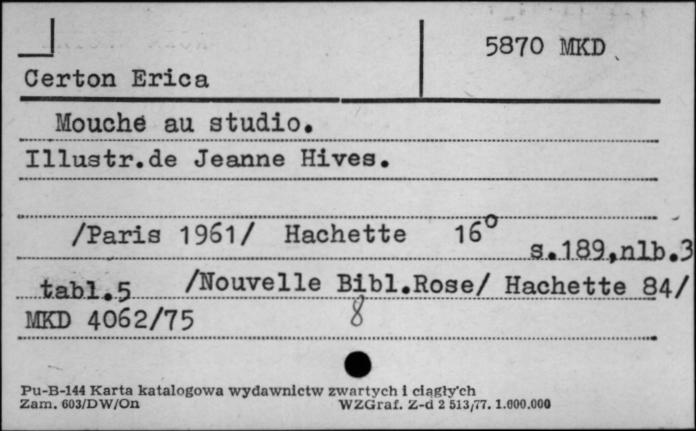 5870 MKD
Certon Erica
Mouche au studio.
Illustr.de Jeanne Hives.
/Paris 1961/ Hachette 16°
s.189,nlb.3
tabl.5 /Nouvelle Bibl.Rose/ Hachette 84/
MKD 4062/75 8
Pu-B-144 Karta katalogowa wydawnictw zwartych i ciągłych
Zam. 603/DW/On WZGraf. Z-d 2 513/77. 1.000.000